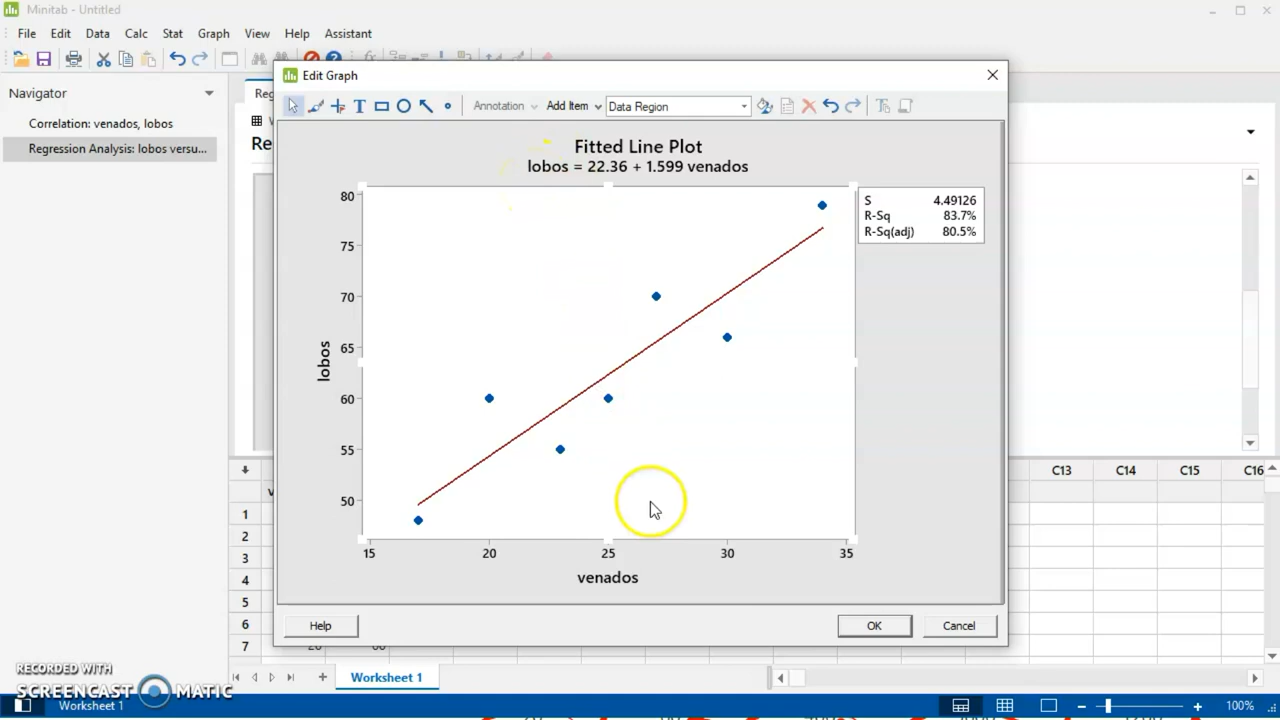 Minitab - Untitled
File Edit Data Calc Stat Graph View Help Assistant
Navigator
Correlation: venados, lobos
Regression Analysis: lobos versu...
Re
Edit Graph
T Annotation Add Item Data Region
Fitted Line Plot
lobos = 22.36 + 1.599 venados
S 4.49126
R-Sq 83.7%
R-Sq(adj) 80.5%
80
75
70
65
60
55
50
lobos
15 20 25 30 35
venados
Help OK Cancel
C13 C14 C15 C16
1
2
3
4
5
6
7
Worksheet 1
RECORDED WITH
SCREENCAST MATIC
Worksheet 1
100%